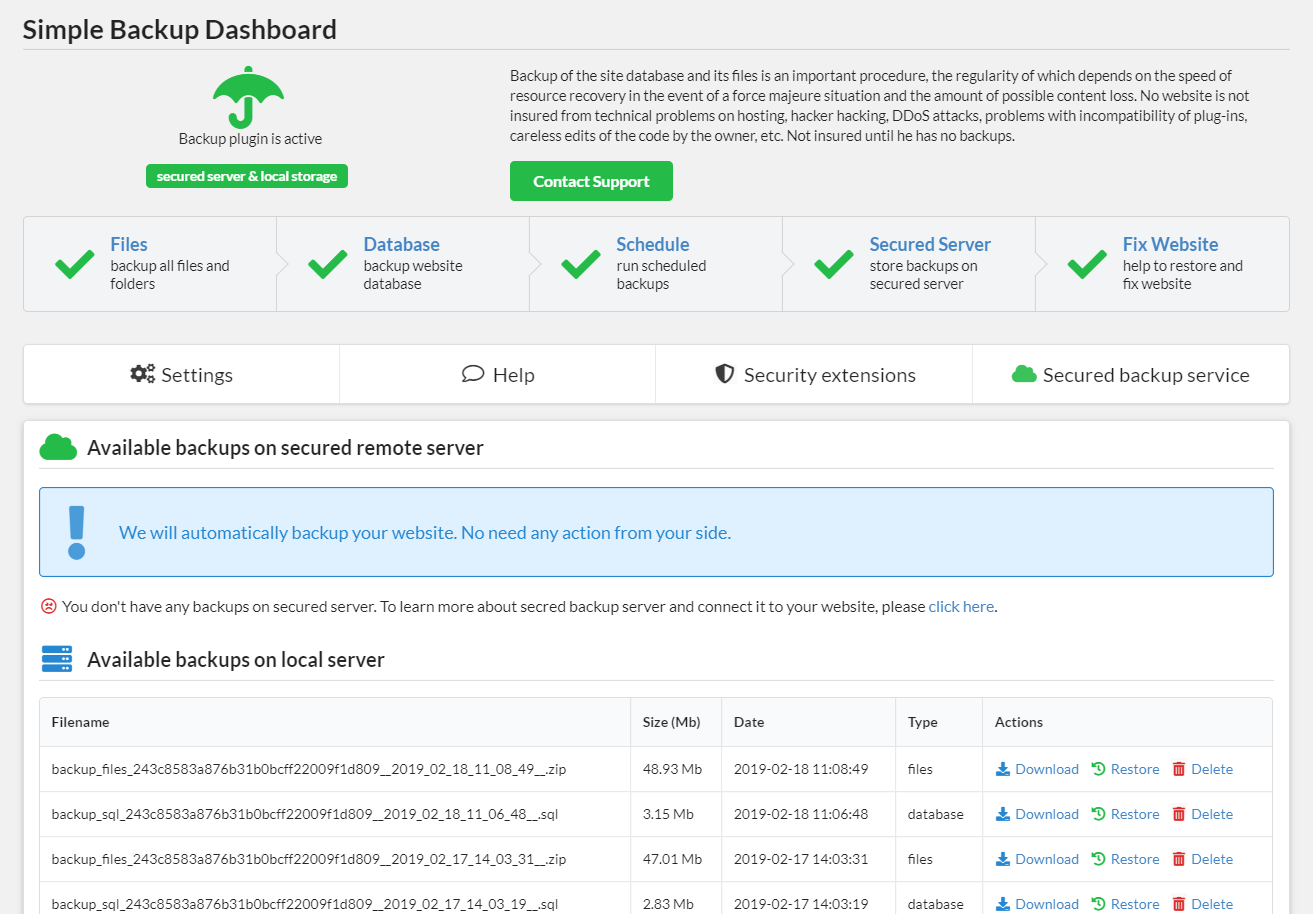 Simple Backup Dashboard
Backup plugin is active
secured server & local storage
Backup of the site database and its files is an important procedure, the regularity of which depends on the speed of
resource recovery in the event of a force majeure situation and the amount of possible content loss. No website is not
insured from technical problems on hosting, hacker hacking, DDoS attacks, problems with incompatibility of plug-ins,
careless edits of the code by the owner, etc. Not insured until he has no backups.
Contact Support
Files
backup all files and
folders
Database
backup website
database
Schedule
run scheduled
backups
Secured Server
store backups on
secured server
Fix Website
help to restore and
fix website
Settings
Help
Security extensions
Secured backup service
Available backups on secured remote server
We will automatically backup your website. No need any action from your side.
You don't have any backups on secured server. To learn more about secred backup server and connect it to your website, please click here.
Available backups on local server
Filename Size (Mb) Date Type Actions
backup_files_243c8583a876b31b0bcff22009f1d809__2019_02_18_11_08_49__.zip 48.93 Mb 2019-02-18 11:08:49 files Download Restore Delete
backup_sql_243c8583a876b31b0bcff22009f1d809__2019_02_18_11_06_48__.sql 3.15 Mb 2019-02-18 11:06:48 database Download Restore Delete
backup_files_243c8583a876b31b0bcff22009f1d809__2019_02_17_14_03_31__.zip 47.01 Mb 2019-02-17 14:03:31 files Download Restore Delete
backup_sql_243c8583a876b31b0bcff22009f1d809__2019_02_17_14_03_19__.sql 2.83 Mb 2019-02-17 14:03:19 database Download Restore Delete